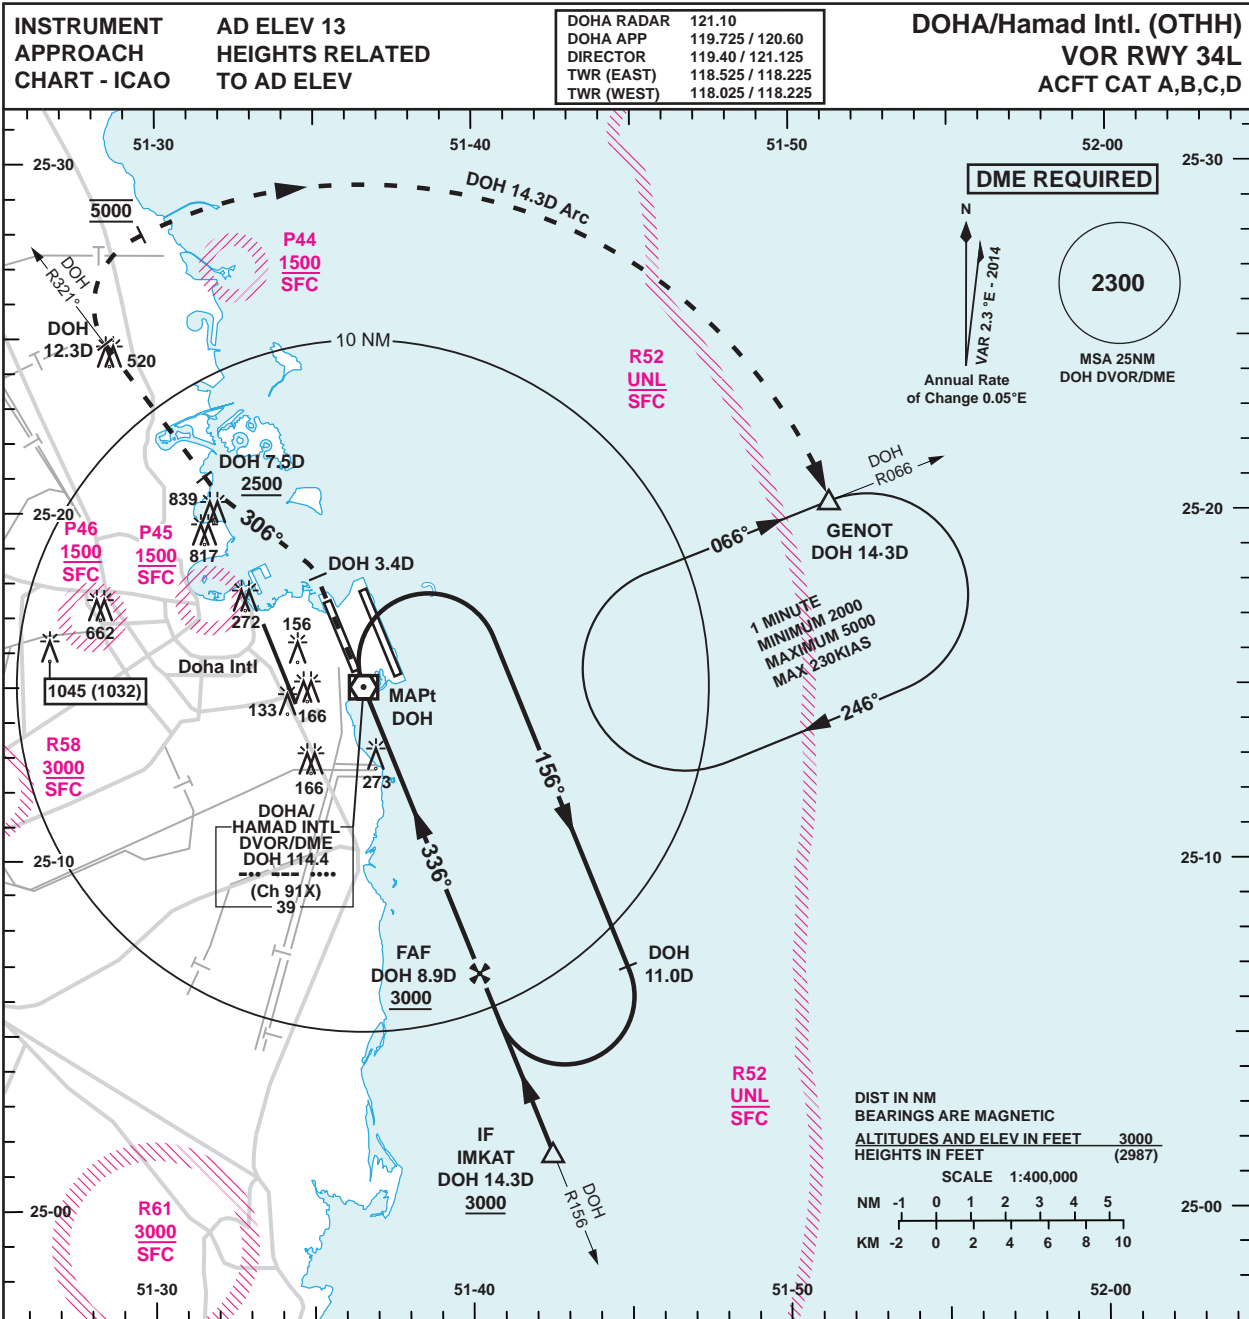 INSTRUMENT
APPROACH
CHART - ICAO
AD ELEV 13
HEIGHTS RELATED
TO AD ELEV
DOHA RADAR 121.10
DOHA APP 119.725 / 120.60
DIRECTOR 119.40 / 121.125
TWR (EAST) 118.525 / 118.225
TWR (WEST) 118.025 / 118.225
DOHA/Hamad Intl. (OTHH)
VOR RWY 34L
ACFT CAT A,B,C,D
51-30
51-40
51-50
52-00
25-30
25-30
DME REQUIRED
DOH 14.3D Arc
5000
N
VAR 2.3 °E - 2014
Annual Rate
of Change 0.05°E
2300
MSA 25NM
DOH DVOR/DME
P44
1500
SFC
DOH
R321°
DOH
12.3D
520
10 NM
R52
UNL
SFC
DOH 7.5D
2500
839
817
306°
DOH
R066
GENOT
DOH 14.3D
066°
25-20
25-20
P46
1500
SFC
P45
1500
SFC
DOH 3.4D
1 MINUTE
MINIMUM 2000
MAXIMUM 5000
MAX 230KIAS
246°
662
272
156
Doha Intl
1045 (1032)
133
166
MAPt
DOH
R58
3000
SFC
166
273
156°
DOHA/
HAMAD INTL
DVOR/DME
DOH 114.4
(Ch 91X)
39
336°
25-10
25-10
FAF
DOH 8.9D
3000
DOH
11.0D
R52
UNL
SFC
IF
IMKAT
DOH 14.3D
3000
DOH
R156
DIST IN NM
BEARINGS ARE MAGNETIC
ALTITUDES AND ELEV IN FEET 3000
HEIGHTS IN FEET (2987)
SCALE 1:400,000
NM -1 0 1 2 3 4 5
KM -2 0 2 4 6 8 10
R61
3000
SFC
25-00
25-00
51-30
51-40
51-50
52-00